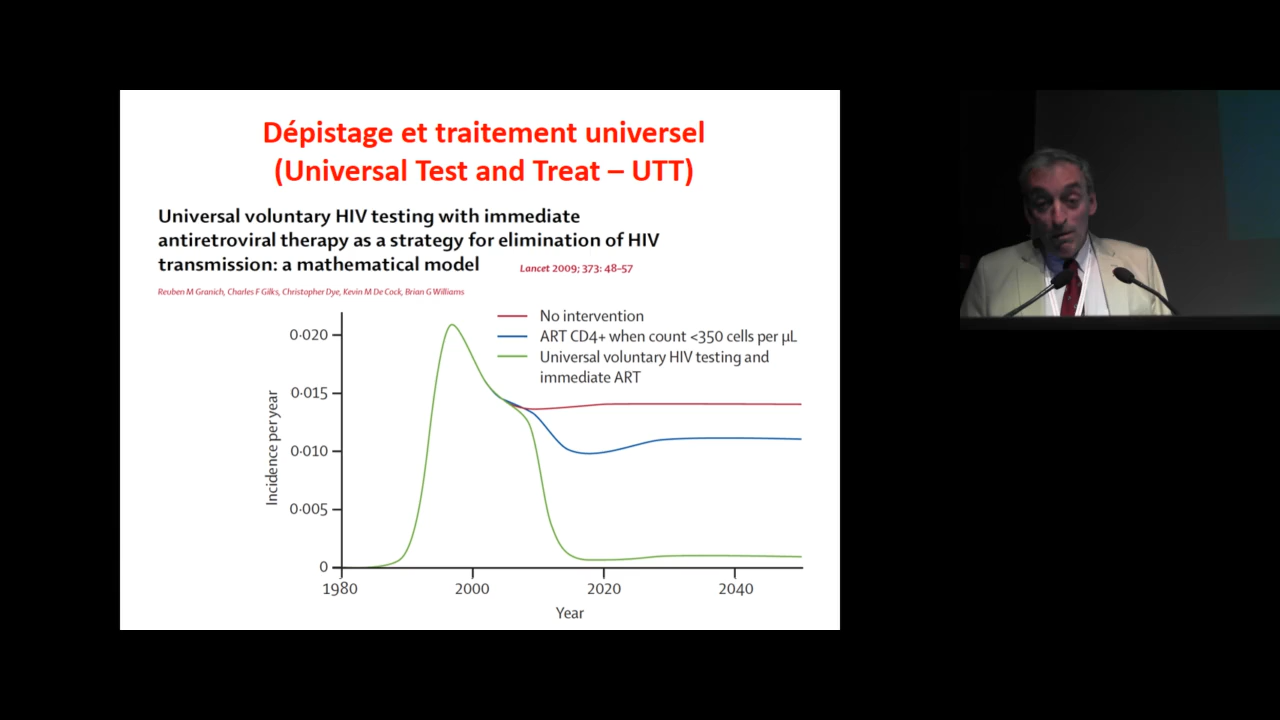 Dépistage et traitement universel
(Universal Test and Treat – UTT)
Universal voluntary HIV testing with immediate
antiretroviral therapy as a strategy for elimination of HIV
transmission: a mathematical model
Lancet 2009; 373: 48–57
Reuben M Granich, Charles F Gilks, Christopher Dye, Kevin M De Cock, Brian G Williams
No intervention
ART CD4+ when count <350 cells per µL
Universal voluntary HIV testing and
immediate ART
0·020
0·015
0·010
0·005
0
Incidence per year
1980
2000
2020
2040
Year